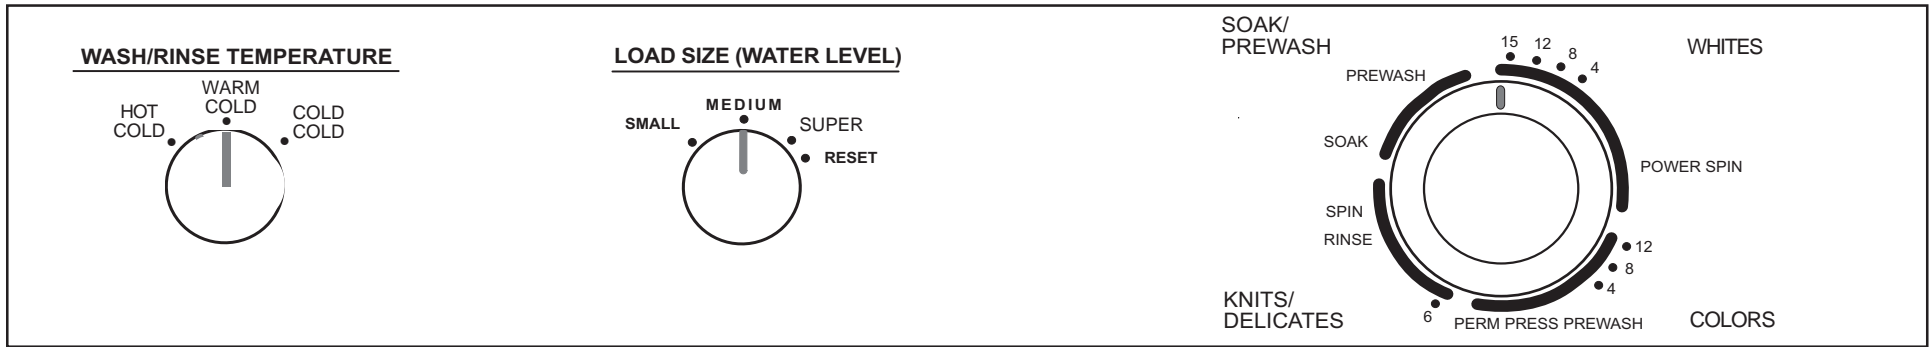 WASH/RINSE TEMPERATURE
HOT
COLD
WARM
COLD
COLD
COLD
LOAD SIZE (WATER LEVEL)
SMALL
MEDIUM
SUPER
RESET
SOAK/
PREWASH
WHITES
15
12
8
4
PREWASH
SOAK
POWER SPIN
SPIN
RINSE
12
8
4
KNITS/
DELICATES
6
PERM PRESS PREWASH
COLORS